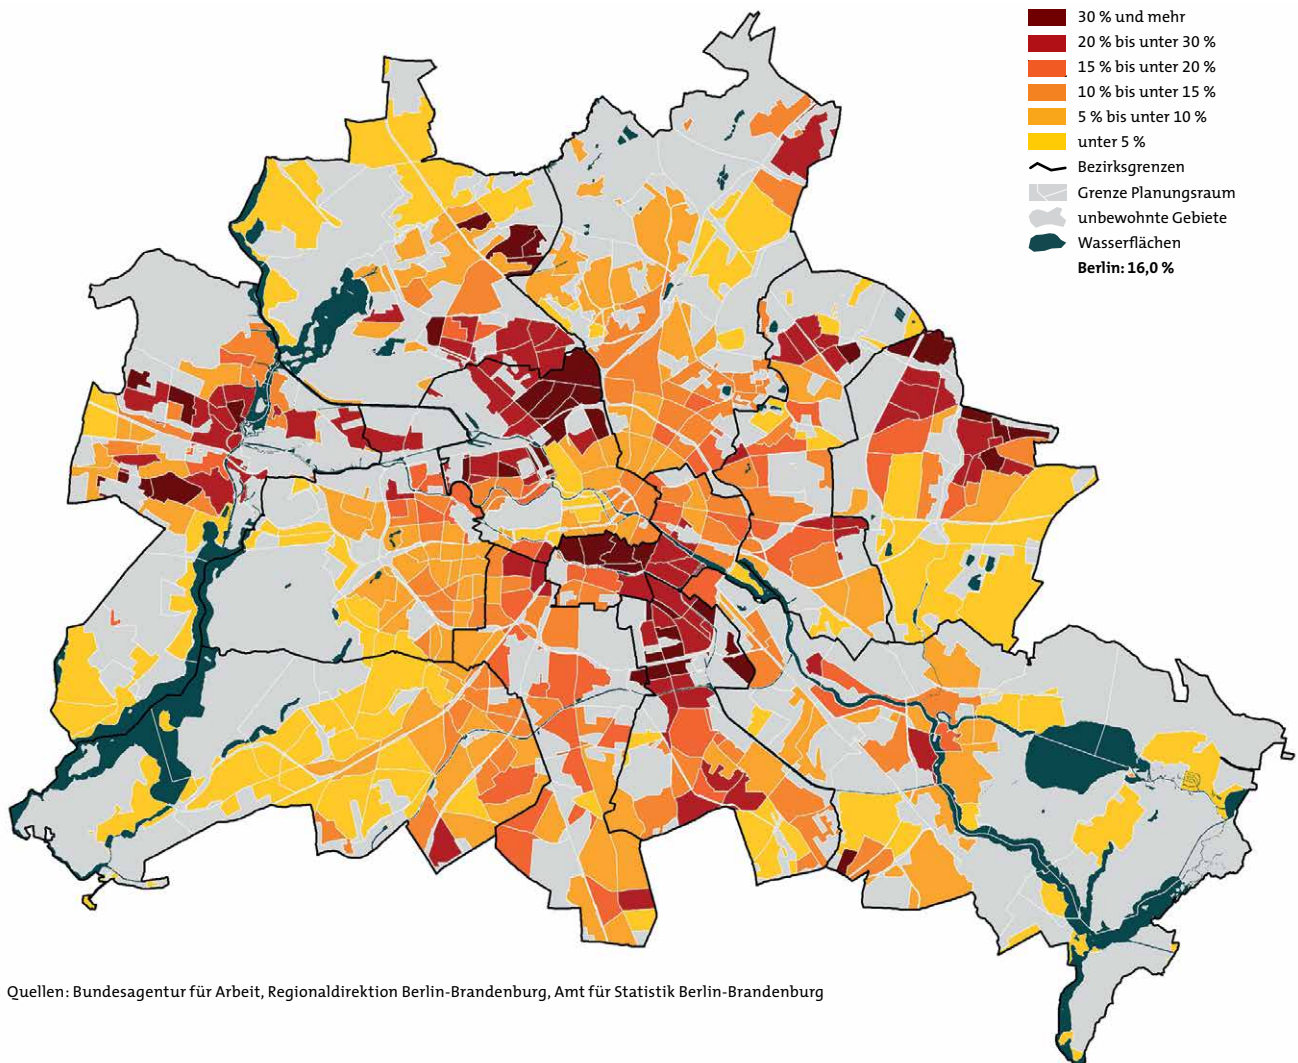 30 % und mehr
20 % bis unter 30 %
15 % bis unter 20 %
10 % bis unter 15 %
5 % bis unter 10 %
unter 5 %
Bezirksgrenzen
Grenze Planungsraum
unbewohnte Gebiete
Wasserflächen
Berlin: 16,0 %
Quellen: Bundesagentur für Arbeit, Regionaldirektion Berlin-Brandenburg, Amt für Statistik Berlin-Brandenburg